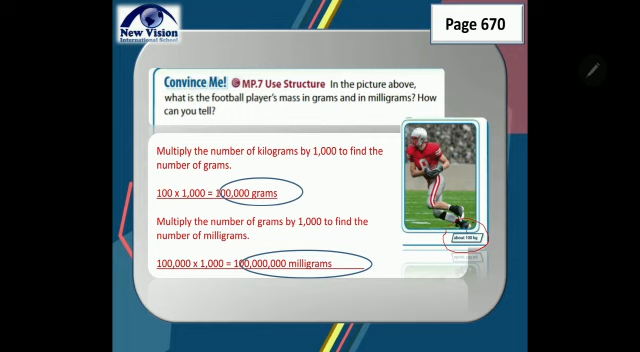 New Vision
International School
Page 670
Convince Me! MP.7 Use Structure In the picture above,
what is the football player's mass in grams and in milligrams? How
can you tell?
Multiply the number of kilograms by 1,000 to find the
number of grams.
100 x 1,000 = 100,000 grams
Multiply the number of grams by 1,000 to find the
number of milligrams.
100,000 x 1,000 = 100,000,000 milligrams
about 100 kg